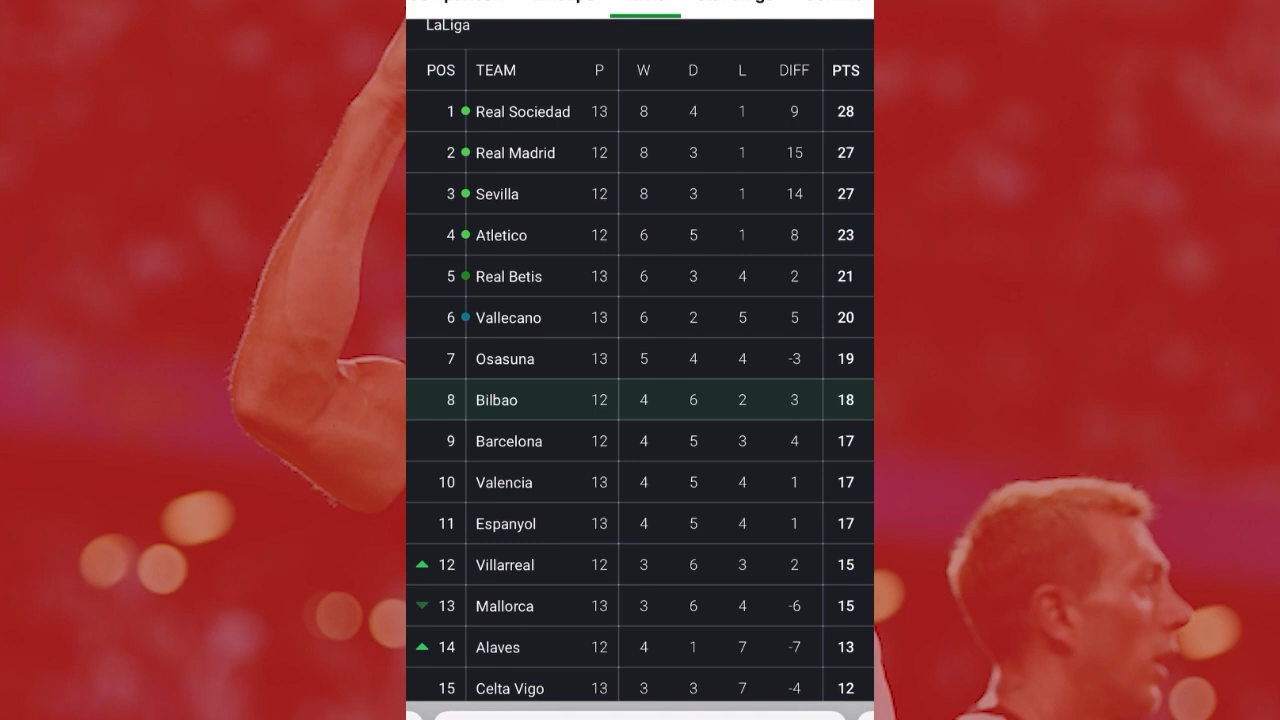 LaLiga
POS TEAM P W D L DIFF PTS
1 Real Sociedad 13 8 4 1 9 28
2 Real Madrid 12 8 3 1 15 27
3 Sevilla 12 8 3 1 14 27
4 Atletico 12 6 5 1 8 23
5 Real Betis 13 6 3 4 2 21
6 Vallecano 13 6 2 5 5 20
7 Osasuna 13 5 4 4 -3 19
8 Bilbao 12 4 6 2 3 18
9 Barcelona 12 4 5 3 4 17
10 Valencia 13 4 5 4 1 17
11 Espanyol 13 4 5 4 1 17
12 Villarreal 12 3 6 3 2 15
13 Mallorca 13 3 6 4 -6 15
14 Alaves 12 4 1 7 -7 13
15 Celta Vigo 13 3 3 7 -4 12